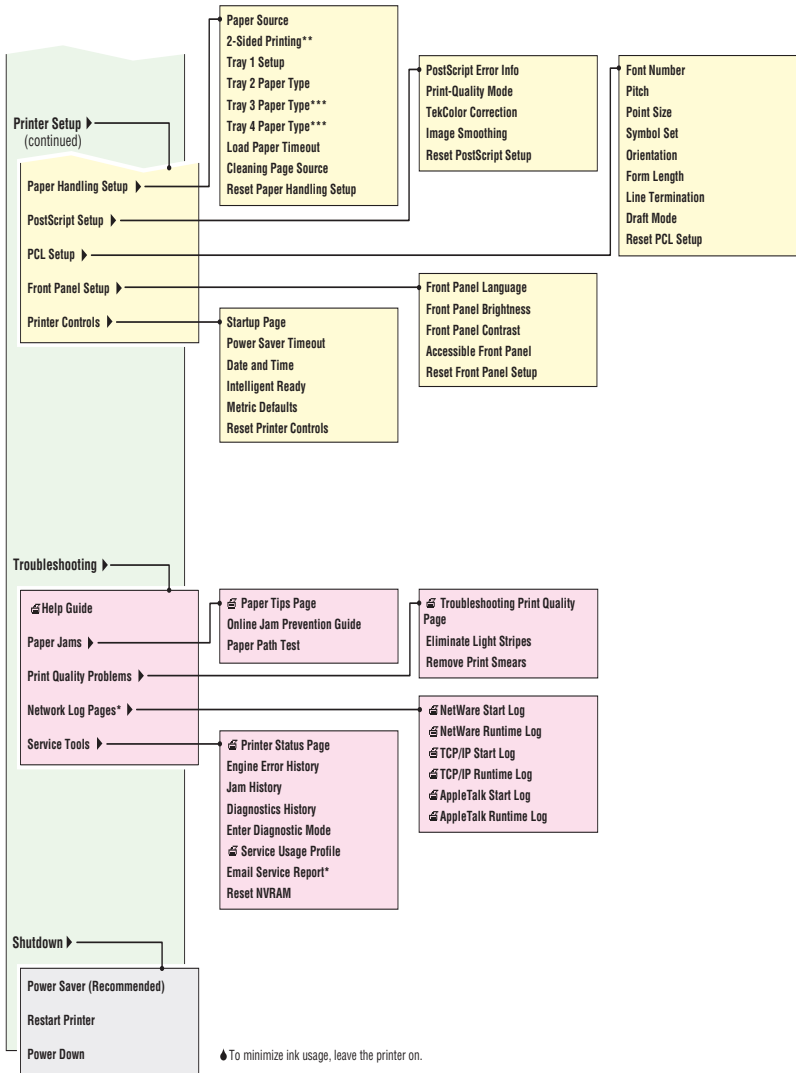 Printer Setup
(continued)
Paper Handling Setup
PostScript Setup
PCL Setup
Front Panel Setup
Printer Controls
Paper Source
2-Sided Printing**
Tray 1 Setup
Tray 2 Paper Type
Tray 3 Paper Type***
Tray 4 Paper Type***
Load Paper Timeout
Cleaning Page Source
Reset Paper Handling Setup
PostScript Error Info
Print-Quality Mode
TekColor Correction
Image Smoothing
Reset PostScript Setup
Font Number
Pitch
Point Size
Symbol Set
Orientation
Form Length
Line Termination
Draft Mode
Reset PCL Setup
Front Panel Language
Front Panel Brightness
Front Panel Contrast
Accessible Front Panel
Reset Front Panel Setup
Startup Page
Power Saver Timeout
Date and Time
Intelligent Ready
Metric Defaults
Reset Printer Controls
Troubleshooting
Help Guide
Paper Jams
Print Quality Problems
Network Log Pages*
Service Tools
Paper Tips Page
Online Jam Prevention Guide
Paper Path Test
Troubleshooting Print Quality
Page
Eliminate Light Stripes
Remove Print Smears
NetWare Start Log
NetWare Runtime Log
TCP/IP Start Log
TCP/IP Runtime Log
AppleTalk Start Log
AppleTalk Runtime Log
Printer Status Page
Engine Error History
Jam History
Diagnostics History
Enter Diagnostic Mode
Service Usage Profile
Email Service Report*
Reset NVRAM
Shutdown
Power Saver (Recommended)
Restart Printer
Power Down
To minimize ink usage, leave the printer on.